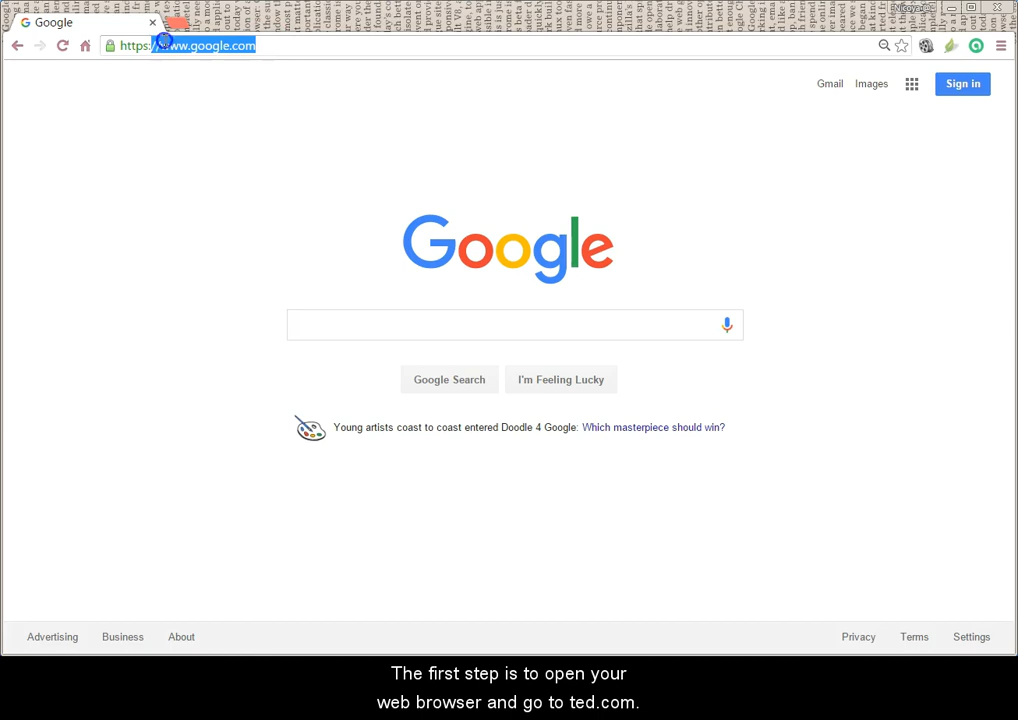 Google
https://www.google.com
Gmail Images Sign in
Google
Google Search I'm Feeling Lucky
Young artists coast to coast entered Doodle 4 Google: Which masterpiece should win?
Advertising Business About Privacy Terms Settings
The first step is to open your
web browser and go to ted.com.